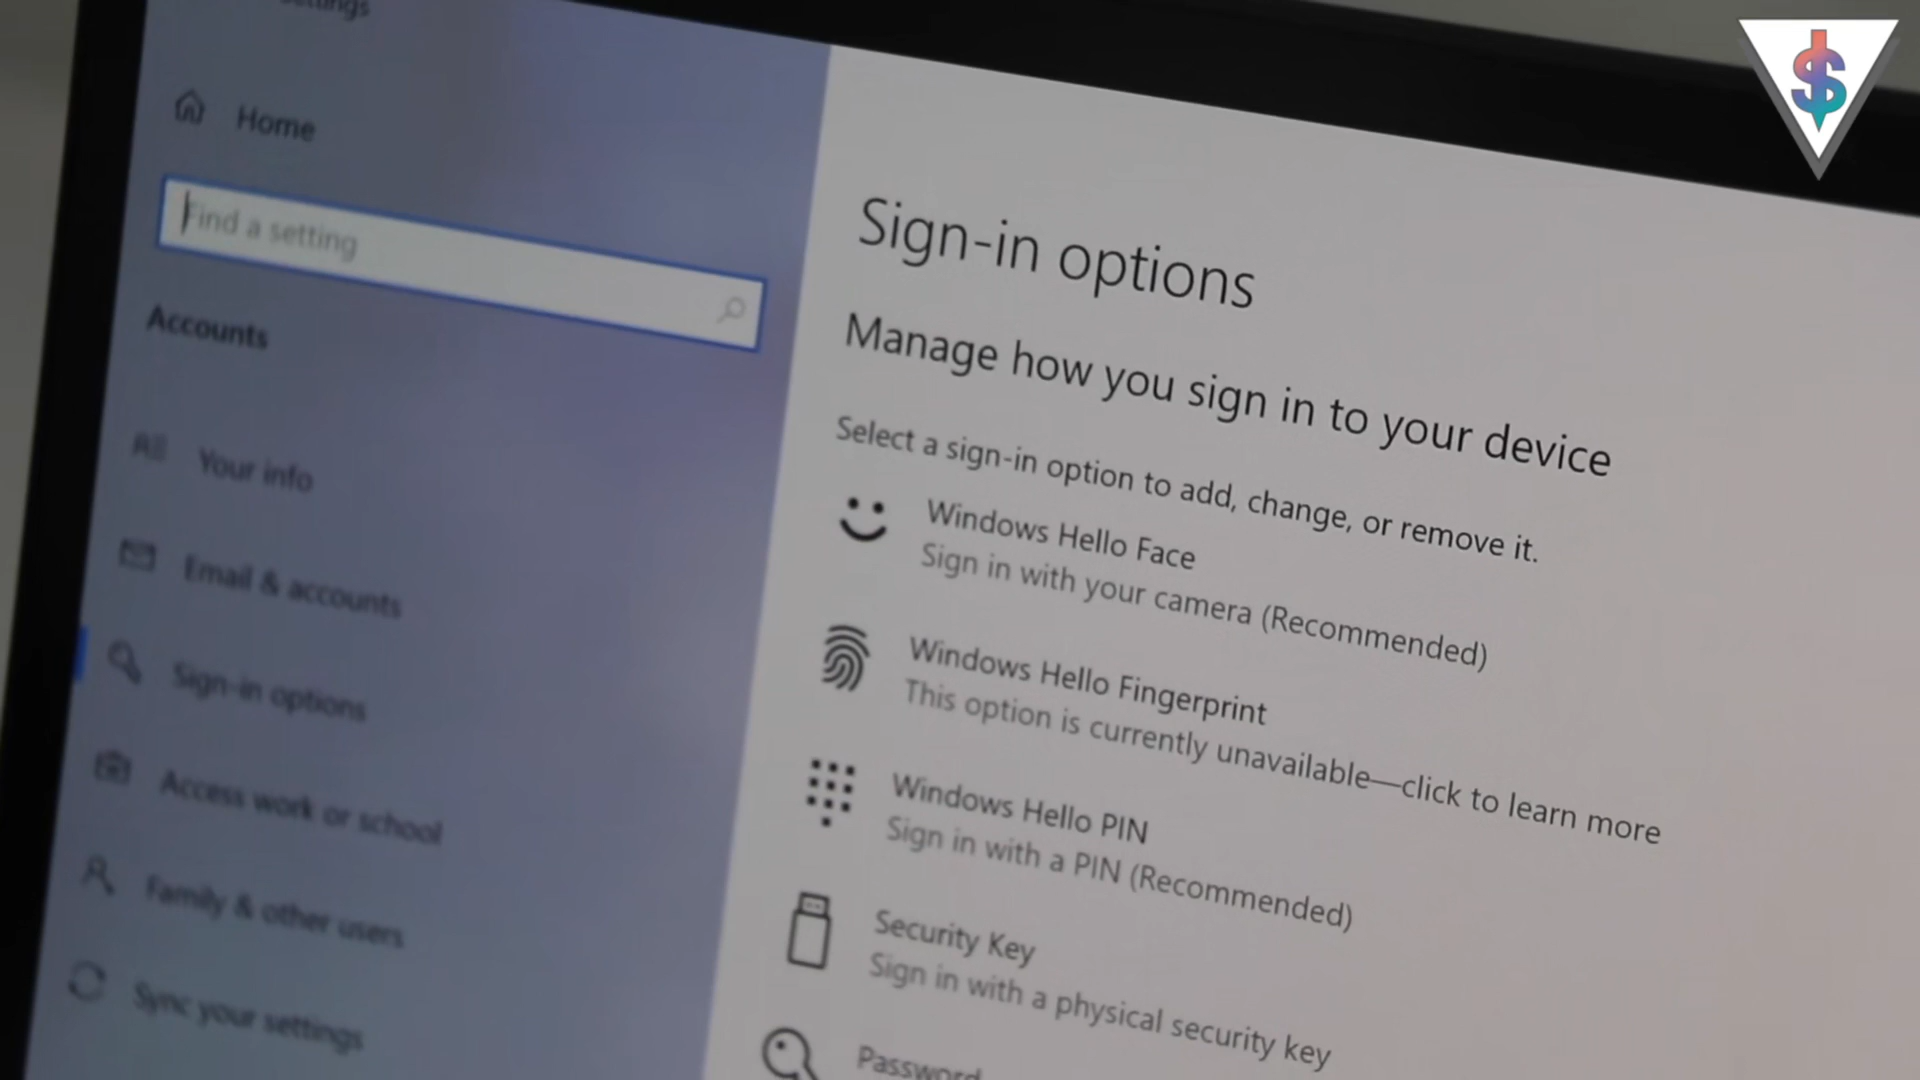 Settings
Home
Find a setting
Accounts
Your info
Email & accounts
Sign-in options
Access work or school
Family & other users
Sync your settings
Sign-in options
Manage how you sign in to your device
Select a sign-in option to add, change, or remove it.
Windows Hello Face
Sign in with your camera (Recommended)
Windows Hello Fingerprint
This option is currently unavailable—click to learn more
Windows Hello PIN
Sign in with a PIN (Recommended)
Security Key
Sign in with a physical security key
Password
$